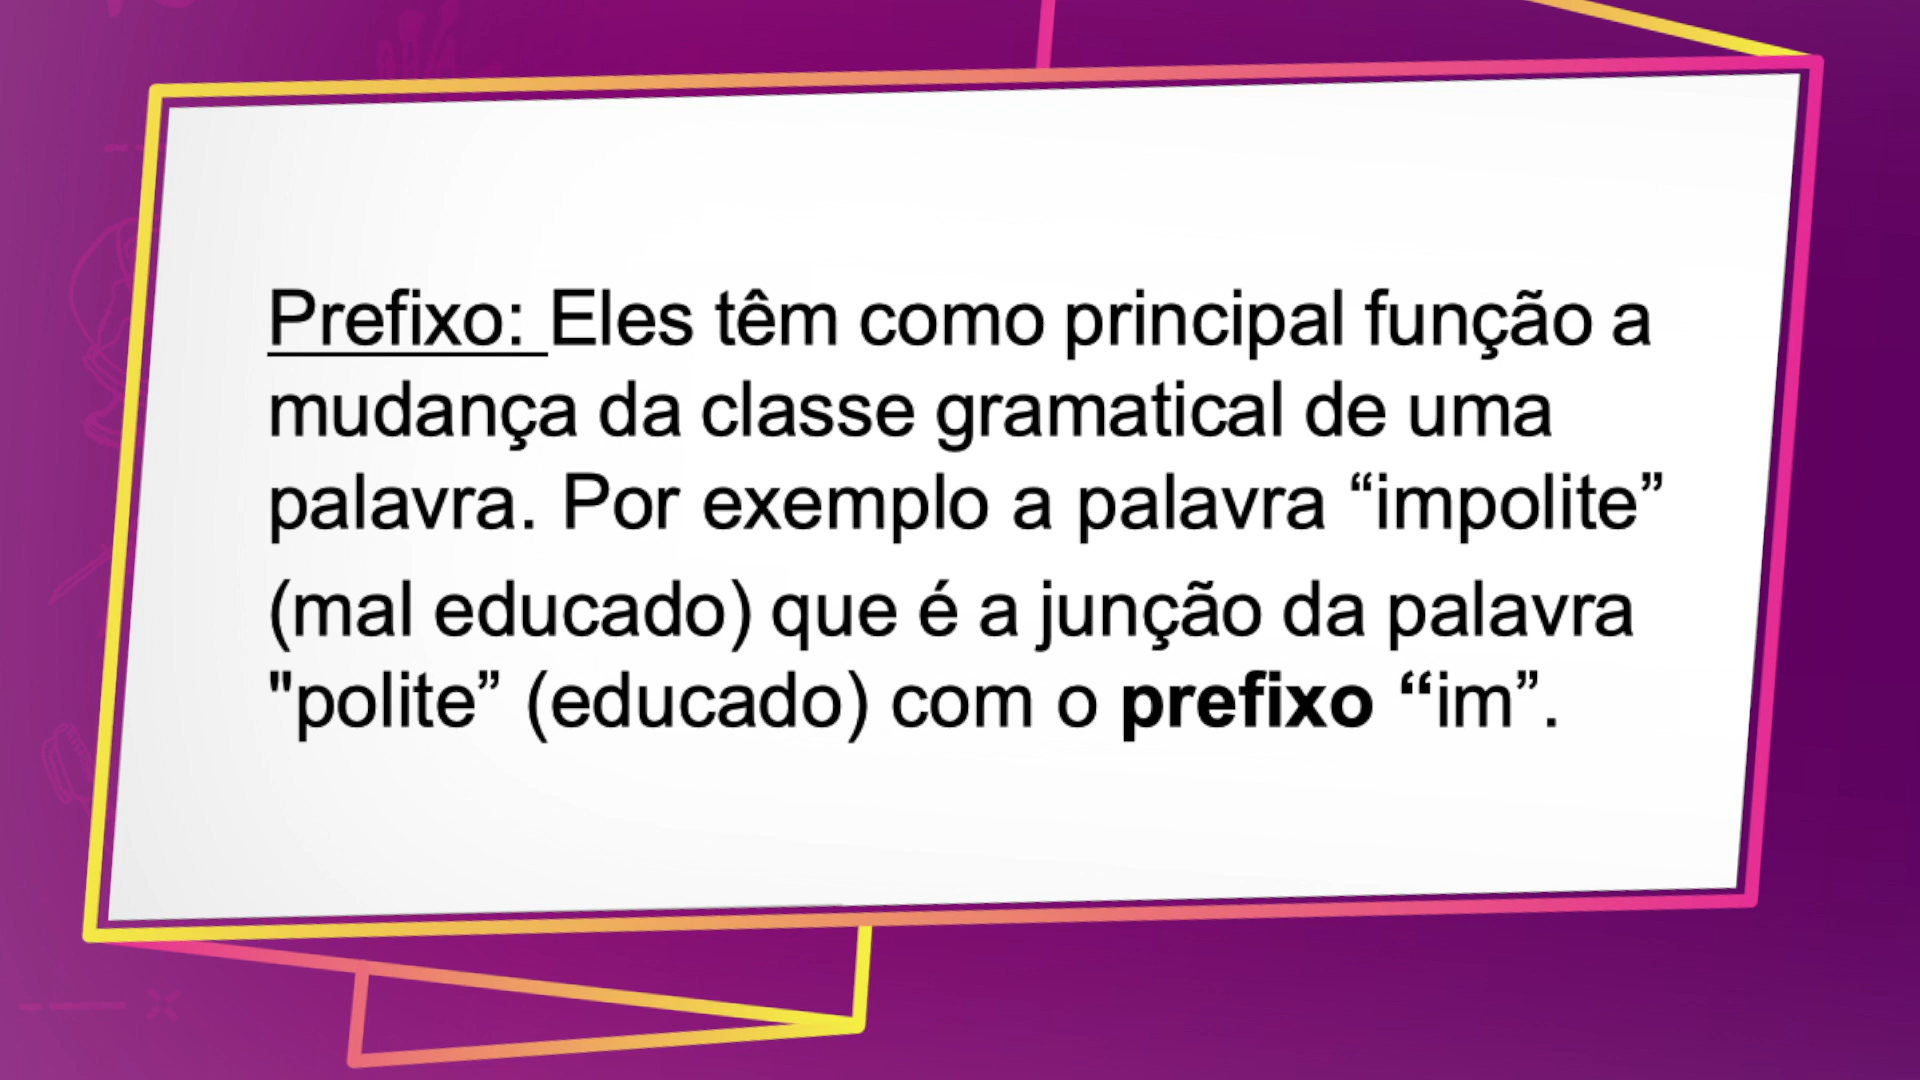 Prefixo: Eles têm como principal função a
mudança da classe gramatical de uma
palavra. Por exemplo a palavra “impolite”
(mal educado) que é a junção da palavra
"polite” (educado) com o prefixo “im”.